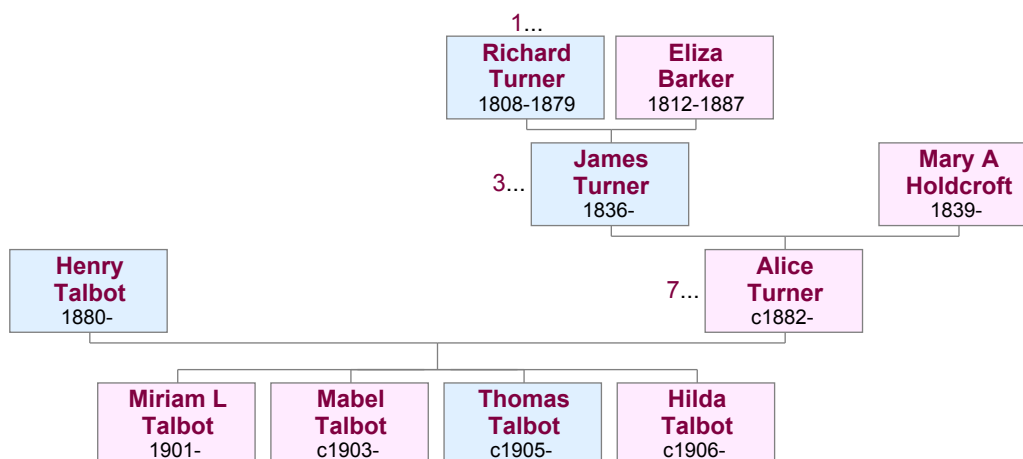 1...
Richard
Turner
1808-1879
Eliza
Barker
1812-1887
3...
James
Turner
1836-
Mary A
Holdcroft
1839-
Henry
Talbot
1880-
7...
Alice
Turner
c1882-
Miriam L
Talbot
1901-
Mabel
Talbot
c1903-
Thomas
Talbot
c1905-
Hilda
Talbot
c1906-